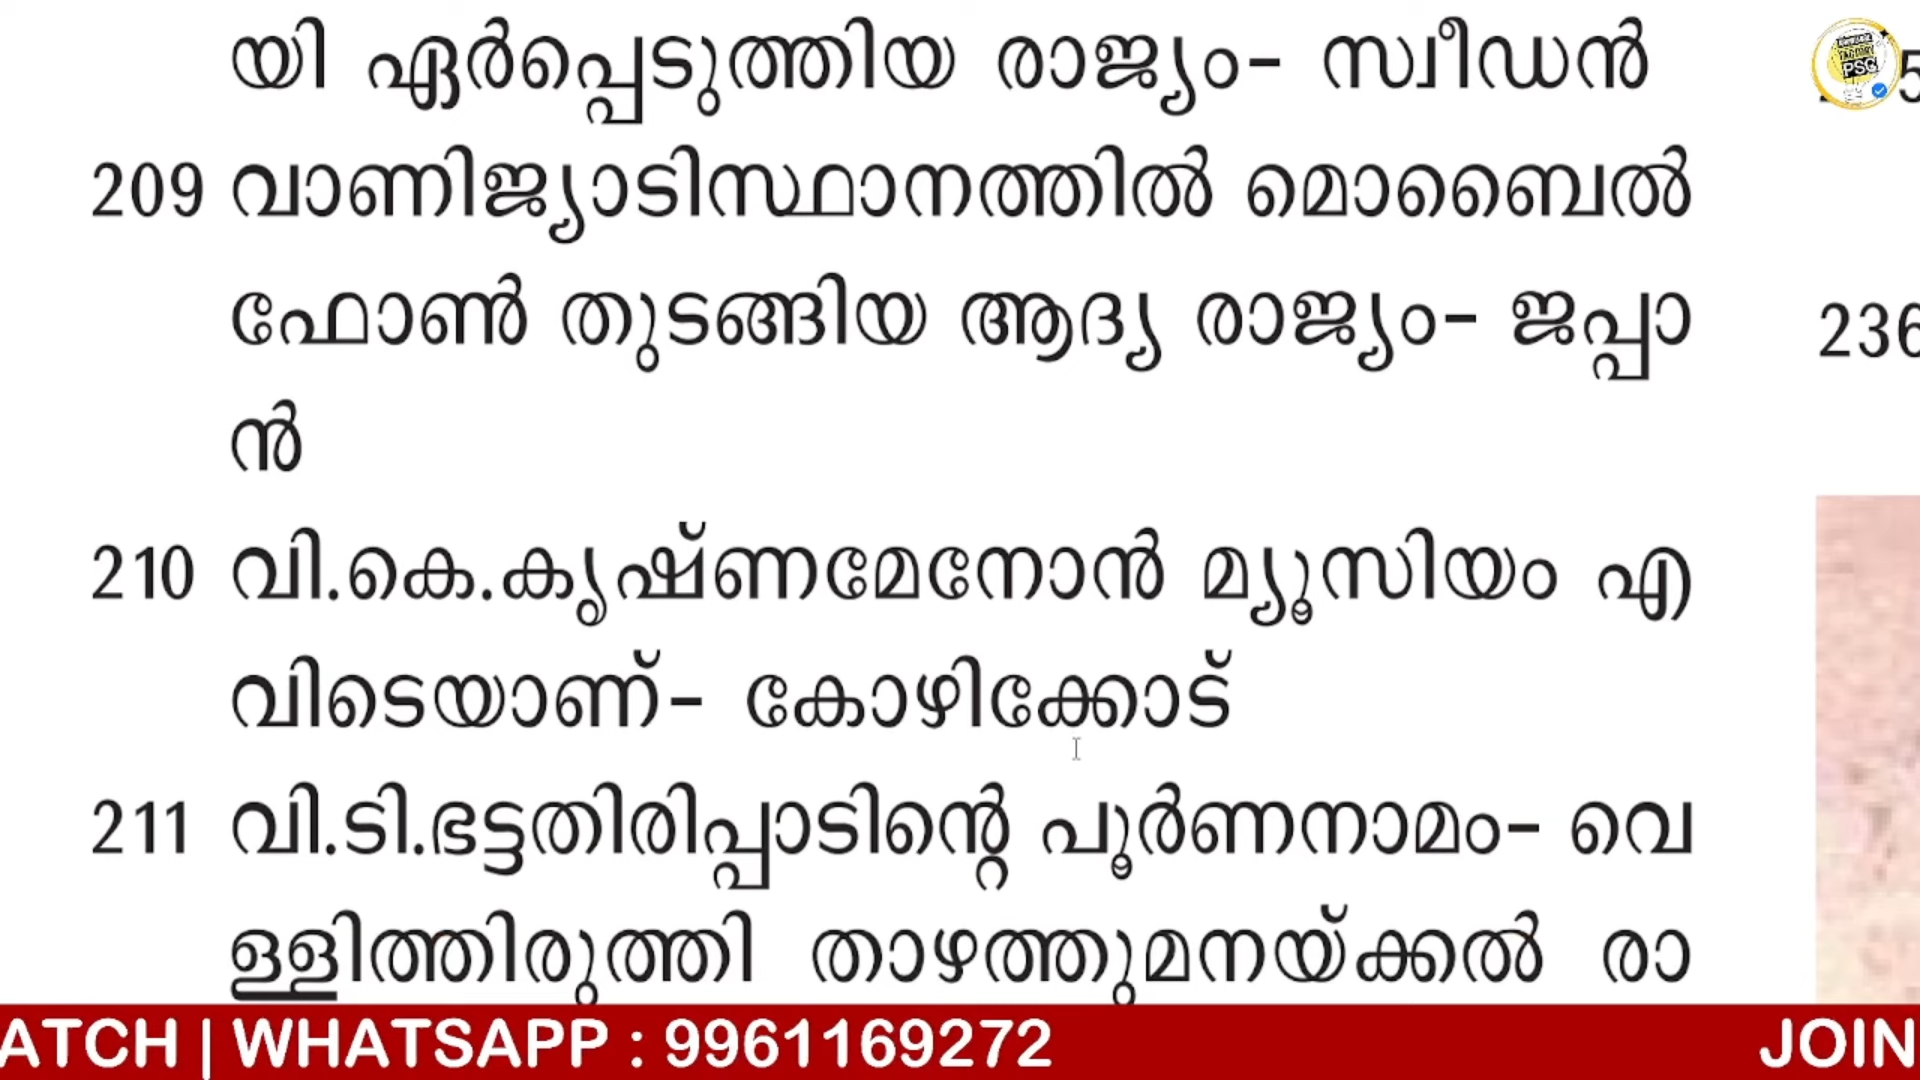 യി ഏർപ്പെടുത്തിയ രാജ്യം- സ്വീഡൻ
209 വാണിജ്യാടിസ്ഥാനത്തിൽ മൊബൈൽ
ഫോൺ തുടങ്ങിയ ആദ്യ രാജ്യം- ജപ്പാ
ൻ
210 വി.കെ.കൃഷ്ണമേനോൻ മ്യൂസിയം എ
വിടെയാണ്- കോഴിക്കോട്
211 വി.ടി.ഭട്ടതിരിപ്പാടിന്റെ പൂർണനാമം- വെ
ള്ളിത്തിരുത്തി താഴത്തുമനയ്ക്കൽ രാ
PSC
236
ATCH | WHATSAPP : 9961169272
JOIN